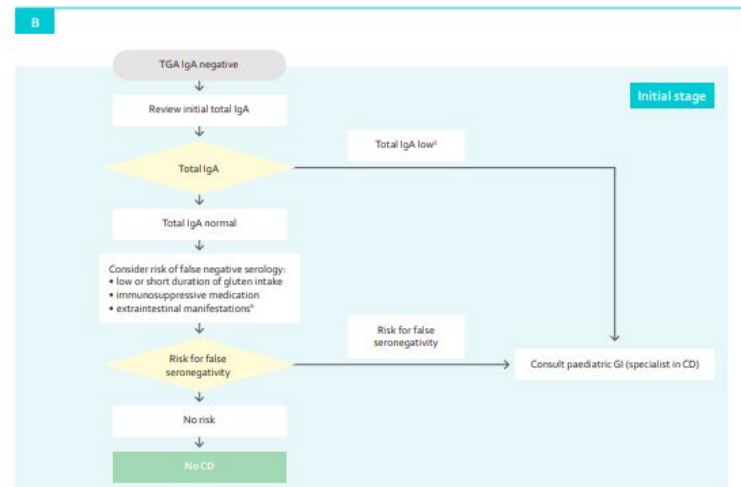 B
TGA IgA negative
Initial stage
Review initial total IgA
Total IgA
Total IgA low⁵
Total IgA normal
Consider risk of false negative serology:
• low or short duration of gluten intake
• immunosuppressive medication
• extraintestinal manifestations⁶
Risk for false
seronegativity
Risk for false
seronegativity
Consult paediatric GI (specialist in CD)
No risk
No CD